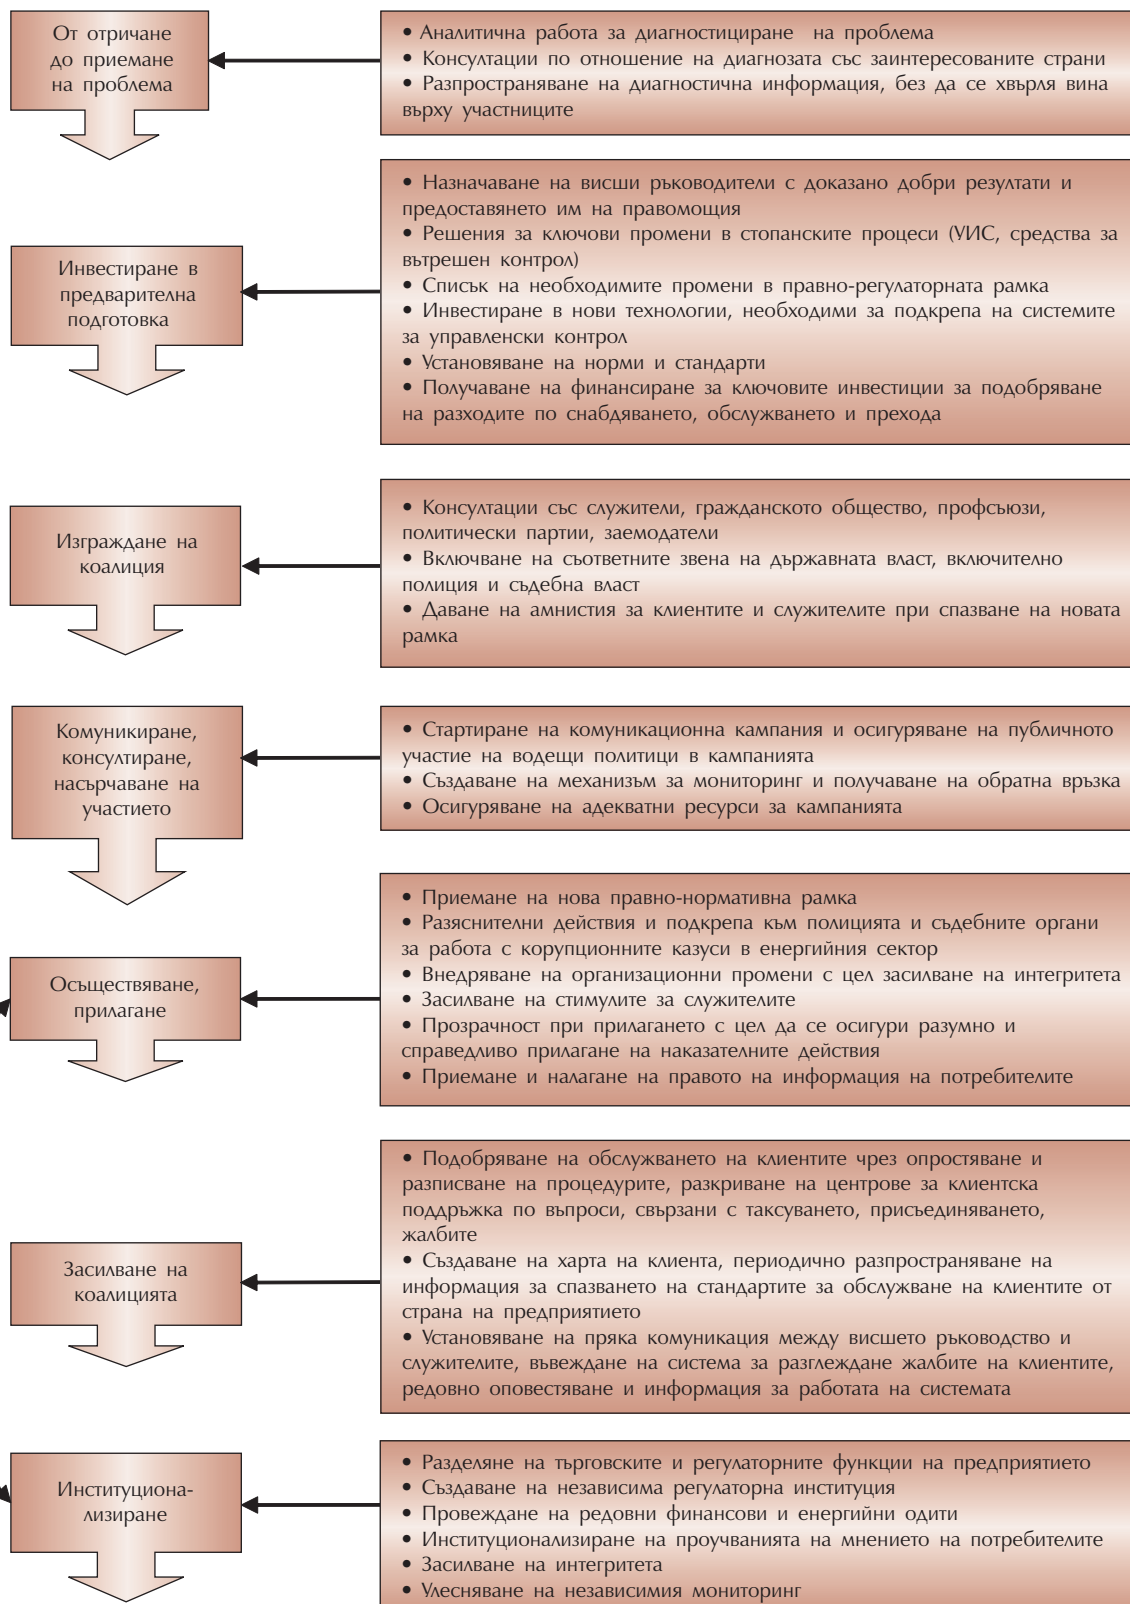 От отричане
до приемане
на проблема
• Аналитична работа за диагностициране на проблема
• Консултации по отношение на диагнозата със заинтересованите страни
• Разпространяване на диагностична информация, без да се хвърля вина
върху участниците
Инвестиране в
предварителна
подготовка
• Назначаване на висши ръководители с доказано добри резултати и
предоставянето им на правомощия
• Решения за ключови промени в стопанските процеси (УИС, средства за
вътрешен контрол)
• Списък на необходимите промени в правно-регулаторната рамка
• Инвестиране в нови технологии, необходими за подкрепа на системите
за управленски контрол
• Установяване на норми и стандарти
• Получаване на финансиране за ключовите инвестиции за подобряване
на разходите по снабдяването, обслужването и прехода
Изграждане на
коалиция
• Консултации със служители, гражданското общество, профсъюзи,
политически партии, заемодатели
• Включване на съответните звена на държавната власт, включително
полиция и съдебна власт
• Даване на амнистия за клиентите и служителите при спазване на новата
рамка
Комуникиране,
консултиране,
насърчаване на
участието
• Стартиране на комуникационна кампания и осигуряване на публичното
участие на водещи политици в кампанията
• Създаване на механизъм за мониторинг и получаване на обратна връзка
• Осигуряване на адекватни ресурси за кампанията
Осъществяване,
прилагане
• Приемане на нова правно-нормативна рамка
• Разяснителни действия и подкрепа към полицията и съдебните органи
за работа с корупционните казуси в енергийния сектор
• Внедряване на организационни промени с цел засилване на интегритета
• Засилване на стимулите за служителите
• Прозрачност при прилагането с цел да се осигури разумно и
справедливо прилагане на наказателните действия
• Приемане и налагане на правото на информация на потребителите
Засилване на
коалицията
• Подобряване на обслужването на клиентите чрез опростяване и
разписване на процедурите, разкриване на центрове за клиентска
поддръжка по въпроси, свързани с таксуването, присъединяването,
жалбите
• Създаване на харта на клиента, периодично разпространяване на
информация за спазването на стандартите за обслужване на клиентите от
страна на предприятието
• Установяване на пряка комуникация между висшето ръководство и
служителите, въвеждане на система за разглеждане жалбите на клиентите,
редовно оповестяване и информация за работата на системата
Институциона-
лизиране
• Разделяне на търговските и регулаторните функции на предприятието
• Създаване на независима регулаторна институция
• Провеждане на редовни финансови и енергийни одити
• Институционализиране на проучванията на мнението на потребителите
• Засилване на интегритета
• Улесняване на независимия мониторинг